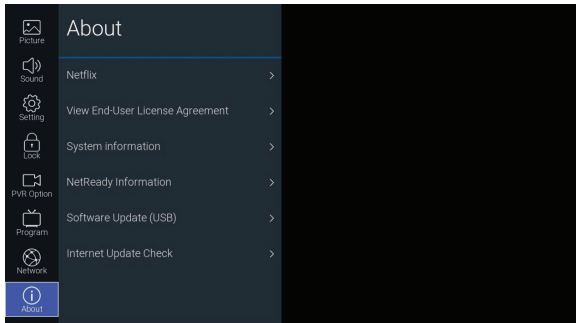 Picture
Sound
Setting
Lock
PVR Option
Program
Network
About
About
Netflix
View End-User License Agreement
System information
NetReady Information
Software Update (USB)
Internet Update Check